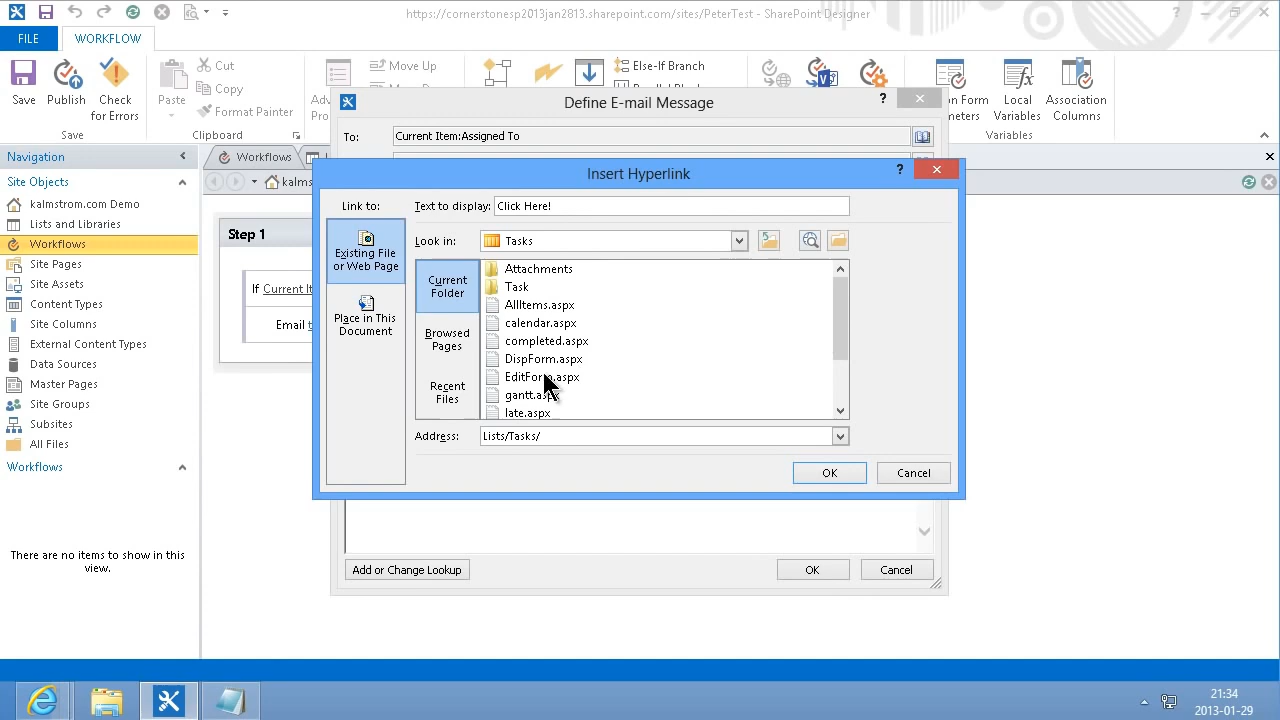 https://kalmstromesp2013jan2013.sharepoint.com/sites/... - SharePoint Designer
FILE
WORKFLOW
Save
Publish
Check for Errors
Save
Paste
Cut
Copy
Format Painter
Clipboard
Move Up
Else-If Branch
Local Variables
Association Columns
Variables
Define E-mail Message
To:
Current Item:Assigned To
Navigation
Site Objects
kalmstrom.com Demo
Lists and Libraries
Workflows
Site Pages
Site Assets
Content Types
Site Columns
External Content Types
Data Sources
Master Pages
Site Groups
Subsites
All Files
Workflows
There are no items to show in this view.
Workflows
Step 1
If Current It
Email t
Insert Hyperlink
Link to:
Text to display:
Click Here!
Existing File or Web Page
Place in This Document
Look in:
Tasks
Current Folder
Browsed Pages
Recent Files
Attachments
Task
AllItems.aspx
calendar.aspx
completed.aspx
DispForm.aspx
EditForm.aspx
gantt.aspx
late.aspx
Address:
Lists/Tasks/
OK
Cancel
Add or Change Lookup
OK
Cancel
21:34
2013-01-29